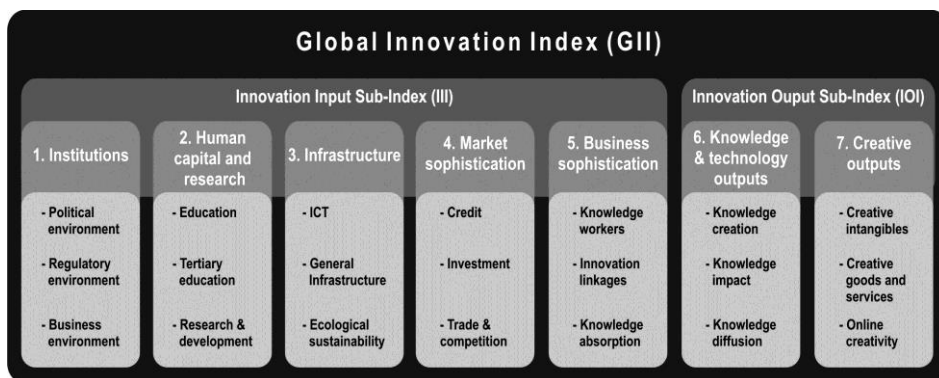 Global Innovation Index (GII)
Innovation Input Sub-Index (III)
Innovation Ouput Sub-Index (IOI)
1. Institutions
2. Human
capital and
research
3. Infrastructure
4. Market
sophistication
5. Business
sophistication
6. Knowledge
& technology
outputs
7. Creative
outputs
- Political
environment
- Regulatory
environment
- Business
environment
- Education
- Tertiary
education
- Research &
development
- ICT
- General
Infrastructure
- Ecological
sustainability
- Credit
- Investment
- Trade &
competition
- Knowledge
workers
- Innovation
linkages
- Knowledge
absorption
- Knowledge
creation
- Knowledge
impact
- Knowledge
diffusion
- Creative
intangibles
- Creative
goods and
services
- Online
creativity